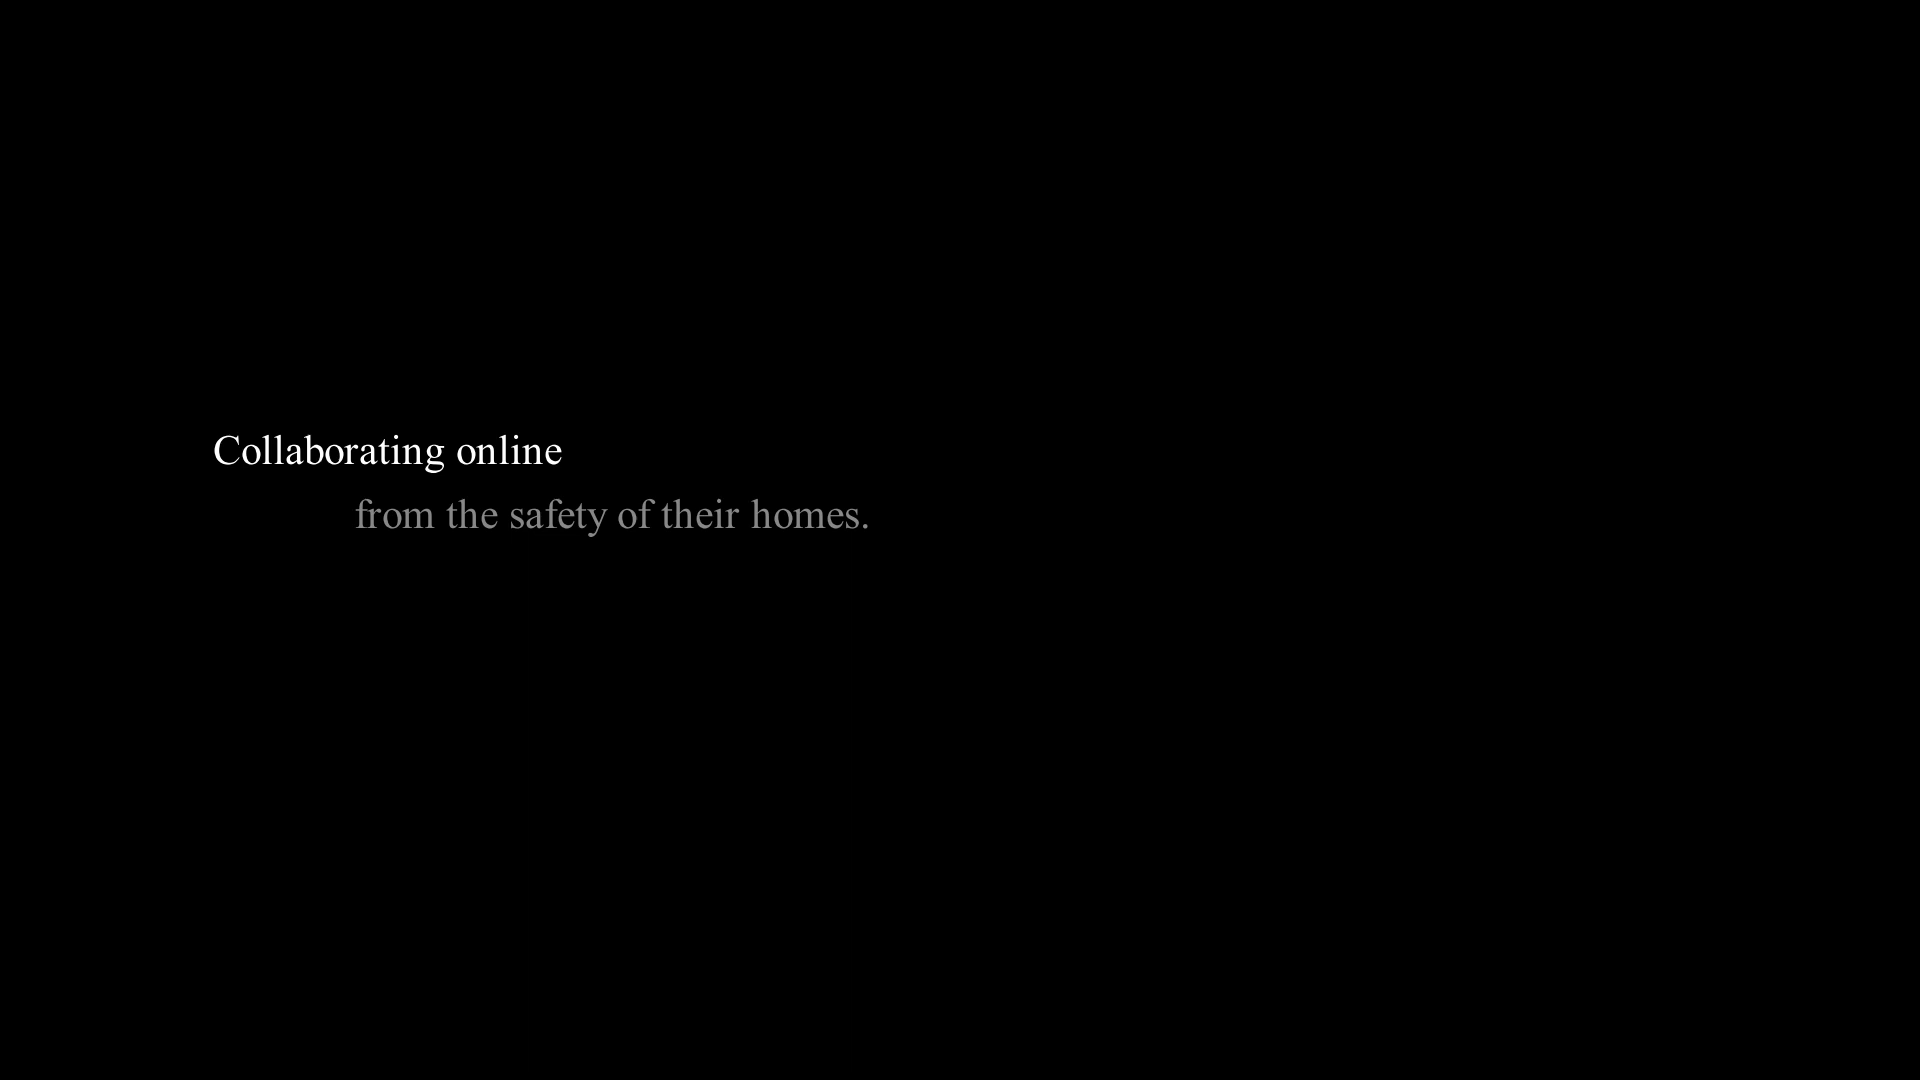 Collaborating online
from the safety of their homes.